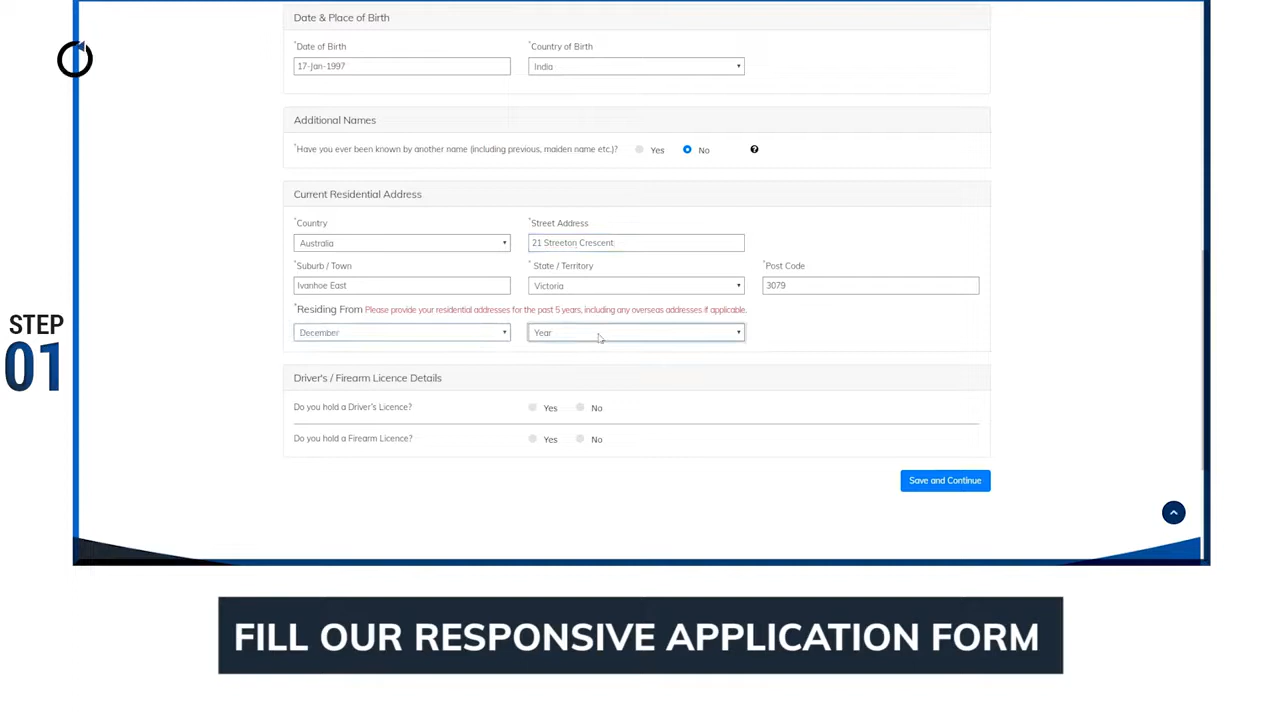 Date & Place of Birth
*Date of Birth
*Country of Birth
17-Jan-1997
India
Additional Names
*Have you ever been known by another name (including previous, maiden name etc.)?
Yes
No
?
Current Residential Address
*Country
*Street Address
Australia
21 Streeton Crescent
*Suburb / Town
* State / Territory
*Post Code
Ivanhoe East
Victoria
3079
*Residing From Please provide your residential addresses for the past 5 years, including any overseas addresses if applicable.
December
Year
STEP
01
Driver's / Firearm Licence Details
Do you hold a Driver's Licence?
Yes
No
Do you hold a Firearm Licence?
Yes
No
Save and Continue
FILL OUR RESPONSIVE APPLICATION FORM